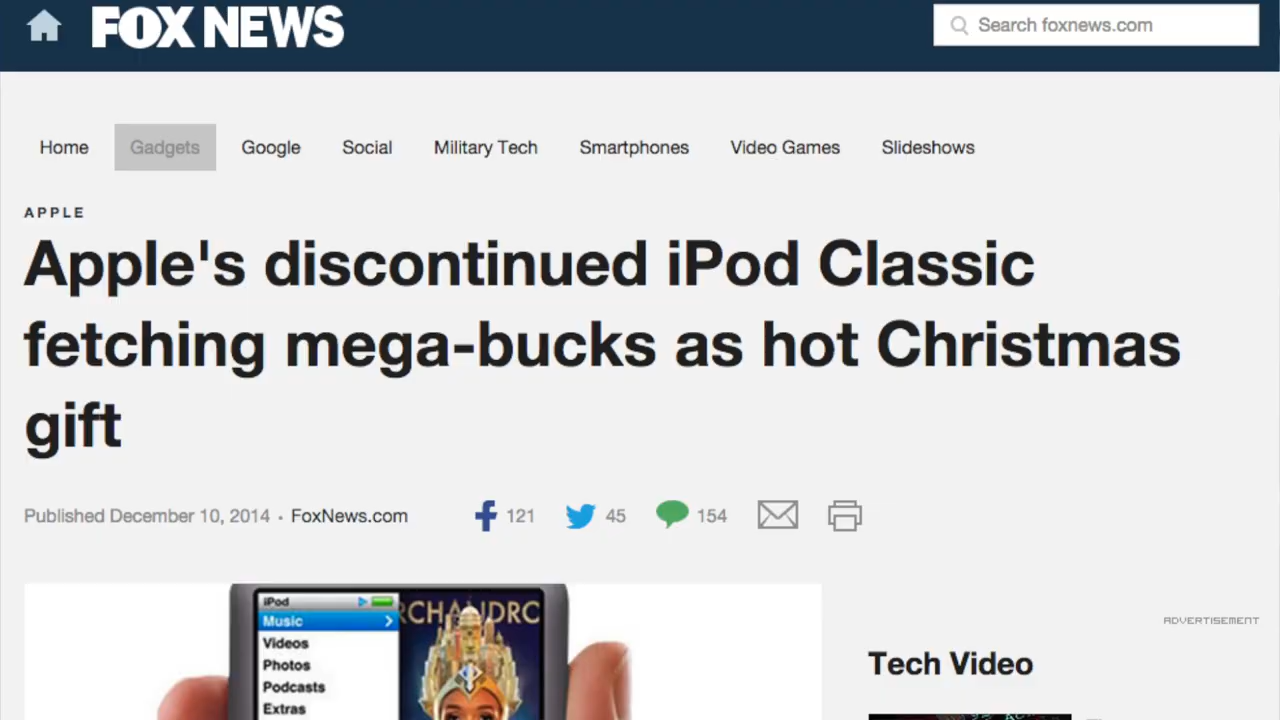 FOX NEWS
Search foxnews.com
Home Gadgets Google Social Military Tech Smartphones Video Games Slideshows
APPLE
Apple's discontinued iPod Classic
fetching mega-bucks as hot Christmas
gift
Published December 10, 2014 · FoxNews.com 121 45 154
ADVERTISEMENT
Tech Video
iPod
Music
Videos
Photos
Podcasts
Extras